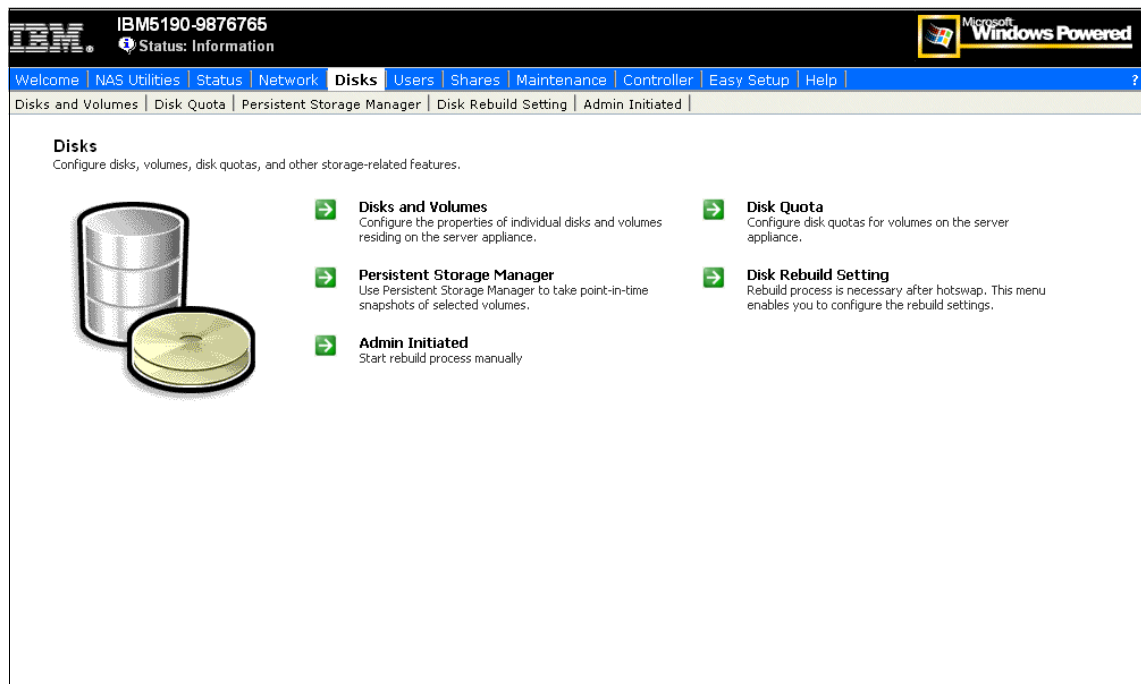 IBM5190-9876765
IBM. Status: Information
Microsoft
Windows Powered
Welcome | NAS Utilities | Status | Network | Disks | Users | Shares | Maintenance | Controller | Easy Setup | Help | ?
Disks and Volumes | Disk Quota | Persistent Storage Manager | Disk Rebuild Setting | Admin Initiated |
Disks
Configure disks, volumes, disk quotas, and other storage-related features.
Disks and Volumes
Configure the properties of individual disks and volumes
residing on the server appliance.
Disk Quota
Configure disk quotas for volumes on the server
appliance.
Persistent Storage Manager
Use Persistent Storage Manager to take point-in-time
snapshots of selected volumes.
Disk Rebuild Setting
Rebuild process is necessary after hotswap. This menu
enables you to configure the rebuild settings.
Admin Initiated
Start rebuild process manually